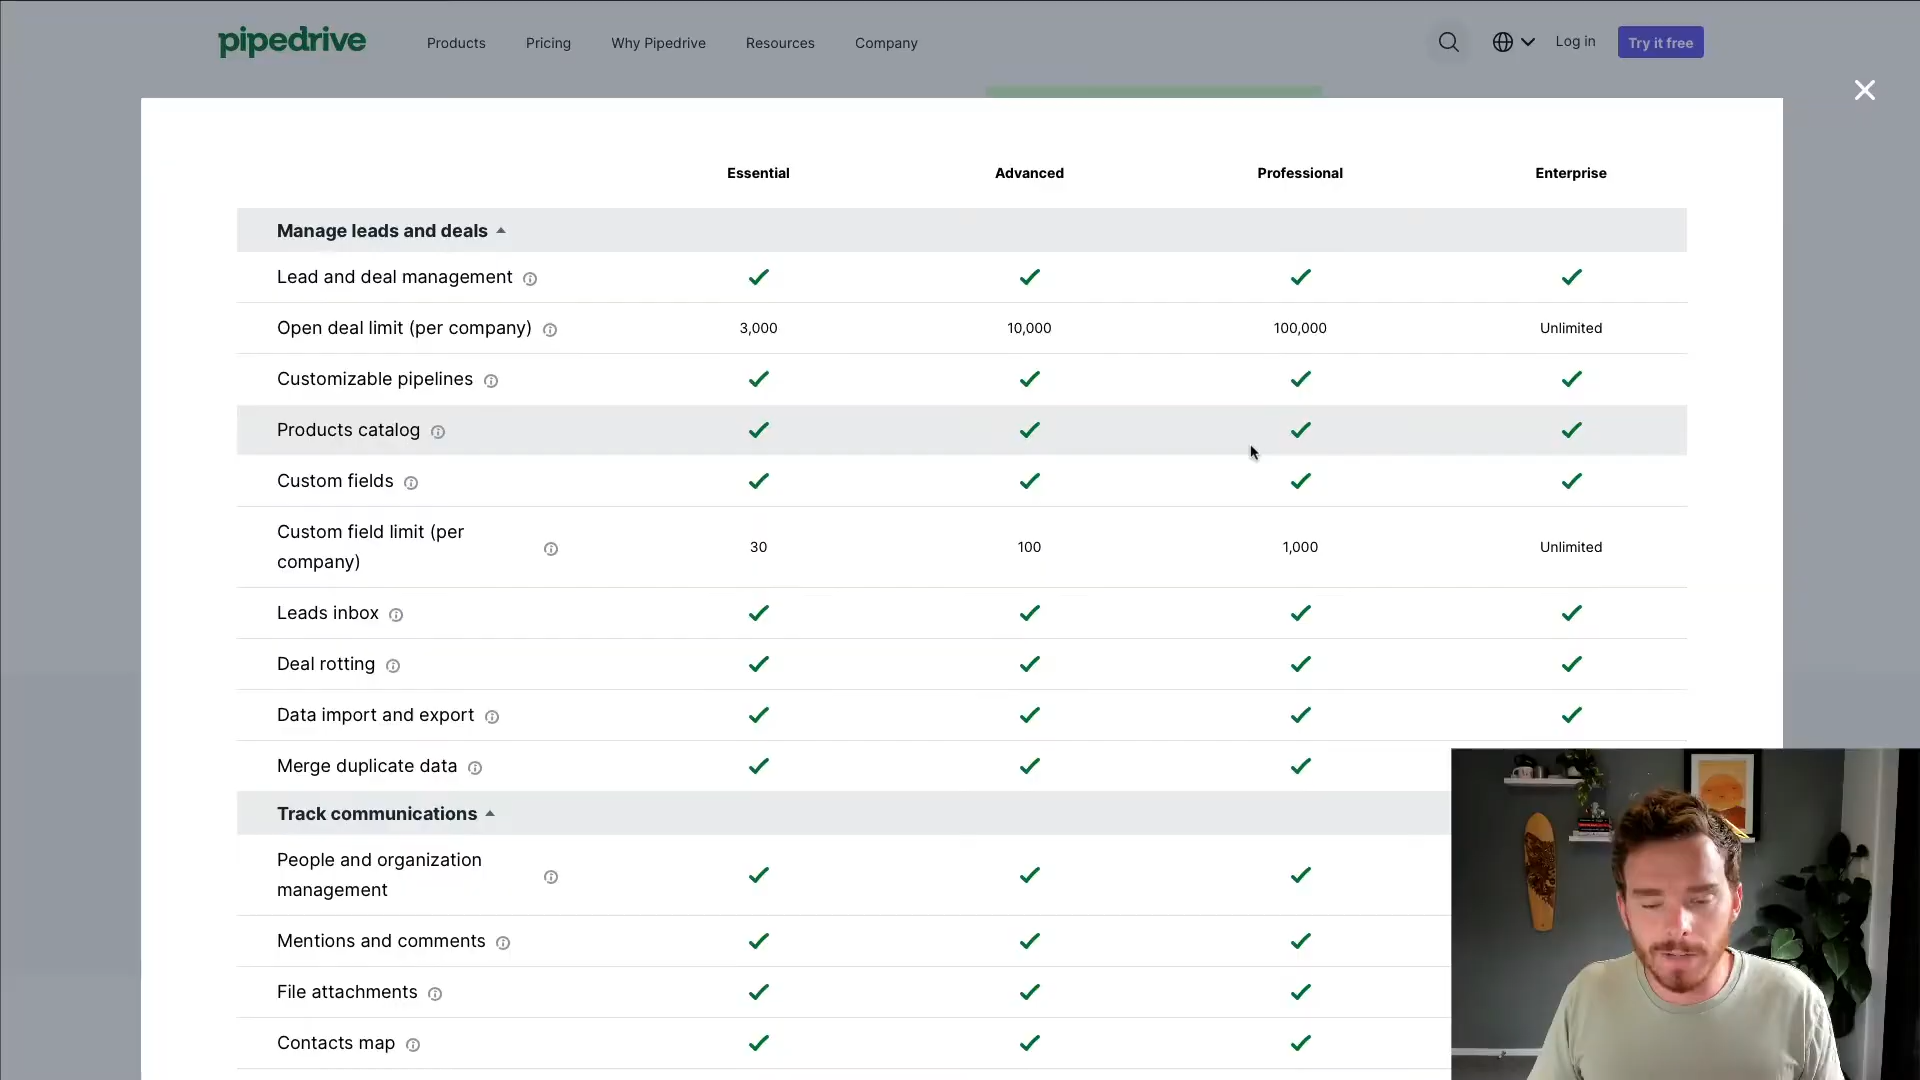 pipedrive Products Pricing Why Pipedrive Resources Company Log in Try it free
Essential Advanced Professional Enterprise
Manage leads and deals
Lead and deal management
Open deal limit (per company) 3,000 10,000 100,000 Unlimited
Customizable pipelines
Products catalog
Custom fields
Custom field limit (per
company) 30 100 1,000 Unlimited
Leads inbox
Deal rotting
Data import and export
Merge duplicate data
Track communications
People and organization
management
Mentions and comments
File attachments
Contacts map